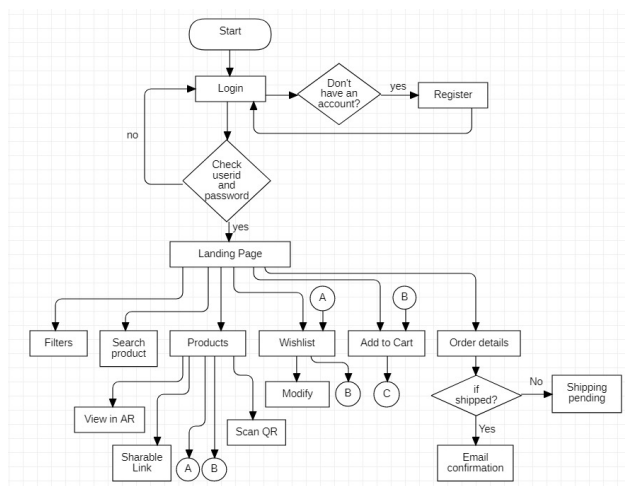 Start
Login
Don't
have an
account?
yes
Register
no
Check
userid
and
password
yes
Landing Page
A
B
Filters
Search
product
Products
Wishlist
Add to Cart
Order details
View in AR
Sharable
Link
A
B
Scan QR
Modify
B
C
if
shipped?
No
Shipping
pending
Yes
Email
confirmation